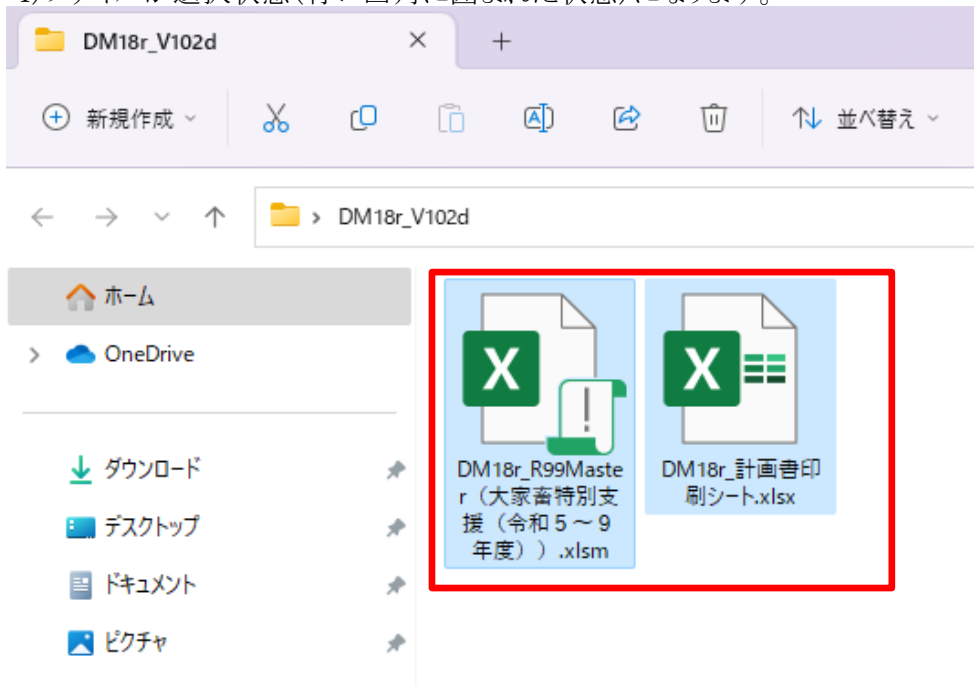 DM18r_V102d
新規作成
並べ替え
DM18r_V102d
ホーム
OneDrive
ダウンロード
デスクトップ
ドキュメント
ピクチャ
DM18r_R99Maste
r（大家畜特別支
援（令和５～９
年度））.xlsm
DM18r_計画書印
刷シート.xlsx